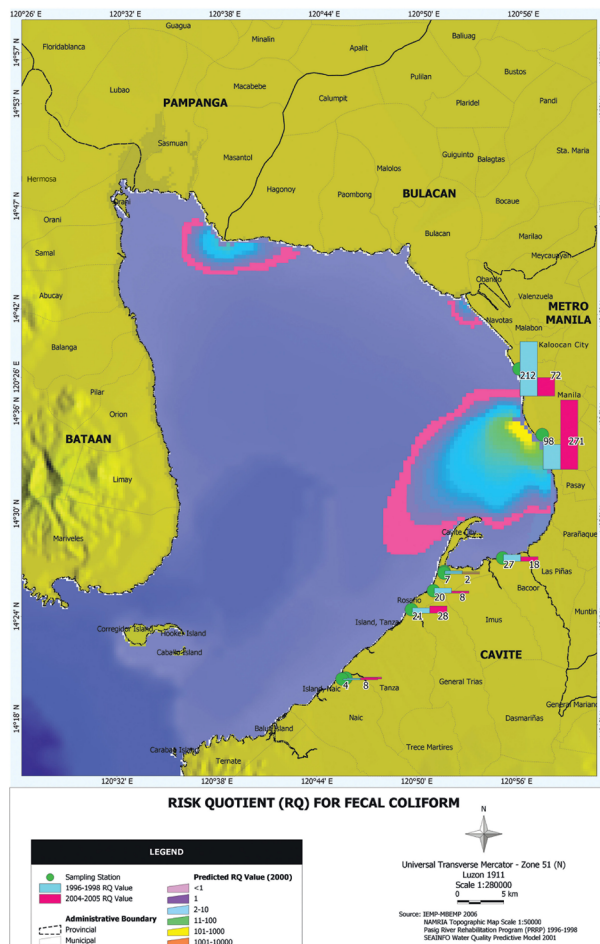 120°26' E 120°32' E 120°38' E 120°44' E 120°50' E 120°56' E
14°57' N
14°53' N
14°47' N
14°42' N
120°26' E
14°36' N
14°30' N
14°24' N
14°18' N
Guagua
Floridablanca
Minalin
Apalit
Baliuag
Lubao
Macabebe
Pulilan
Bustos
PAMPANGA
Calumpit
Plaridel
Pandi
Sasmuan
Masantol
Guiguinto
Balagtas
Sta. Maria
Hermosa
Hagonoy
Malolos
Paombong
BULACAN
Bocaue
Orani
Orani
Bulacan
Marilao
Samal
Meycauayan
Obando
Abucay
Valenzuela
METRO
MANILA
Navotas
Malabon
Balanga
Kaloocan City
212
72
Pilar
Manila
Orion
98
271
BATAAN
Limay
Pasay
Mariveles
Cavite City
Parañaque
27
18
Las Piñas
7
2
Bacoor
20
8
Rosario
21
28
Imus
Muntin
Island, Tanza
Corregidor Island
Hooker Island
Caballo Island
CAVITE
Island, Naic
4
8
Tanza
General Trias
General Mariano
Naic
Dasmariñas
Balut Island
Carabao Island
Trece Martires
Ternate
120°32' E 120°38' E 120°44' E 120°50' E 120°56' E
RISK QUOTIENT (RQ) FOR FECAL COLIFORM
LEGEND
Sampling Station
1996-1998 RQ Value
2004-2005 RQ Value
Administrative Boundary
Provincial
Municipal
Predicted RQ Value (2000)
<1
1
2-10
11-100
101-1000
1001-10000
N
Universal Transverse Mercator - Zone 51 (N)
Luzon 1911
Scale 1:280000
0 5 km
Source: IEMP-MBEMP 2006
NAMRIA Topographic Map Scale 1:50000
Pasig River Rehabilitation Program (PRRP) 1996-1998
SEAINFO Water Quality Predictive Model 2001